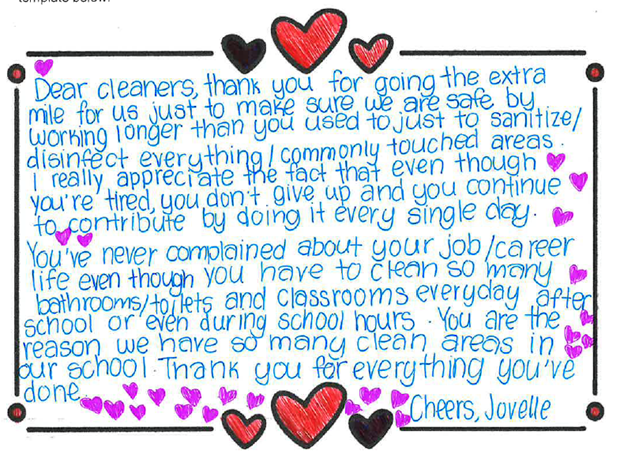 template below.
Dear cleaners, thank you for going the extra
mile for us just to make sure we are safe by
working longer than you used to just to sanitize/
disinfect everything/commonly touched areas.
I really appreciate the fact that even though
you're tired, you don't give up and you continue
to contribute by doing it every single day.
You've never complained about your job/career
life even though you have to clean so many
bathrooms/toilets and classrooms everyday after
school or even during school hours. You are the
reason we have so many clean areas in
our school. Thank you for everything you've
done.
Cheers, Jovelle